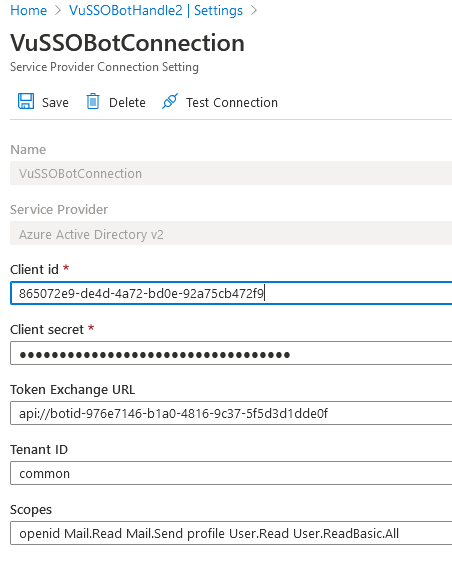 Home > VuSSOBotHandle2 | Settings >
VuSSOBotConnection
Service Provider Connection Setting
Save Delete Test Connection
Name
VuSSOBotConnection
Service Provider
Azure Active Directory v2
Client id *
865072e9-de4d-4a72-bd0e-92a75cb472f9
Client secret *
●●●●●●●●●●●●●●●●●●●●●●●●●●●●●●●●●●
Token Exchange URL
api://botid-976e7146-b1a0-4816-9c37-5f5d3d1dde0f
Tenant ID
common
Scopes
openid Mail.Read Mail.Send profile User.Read User.ReadBasic.All